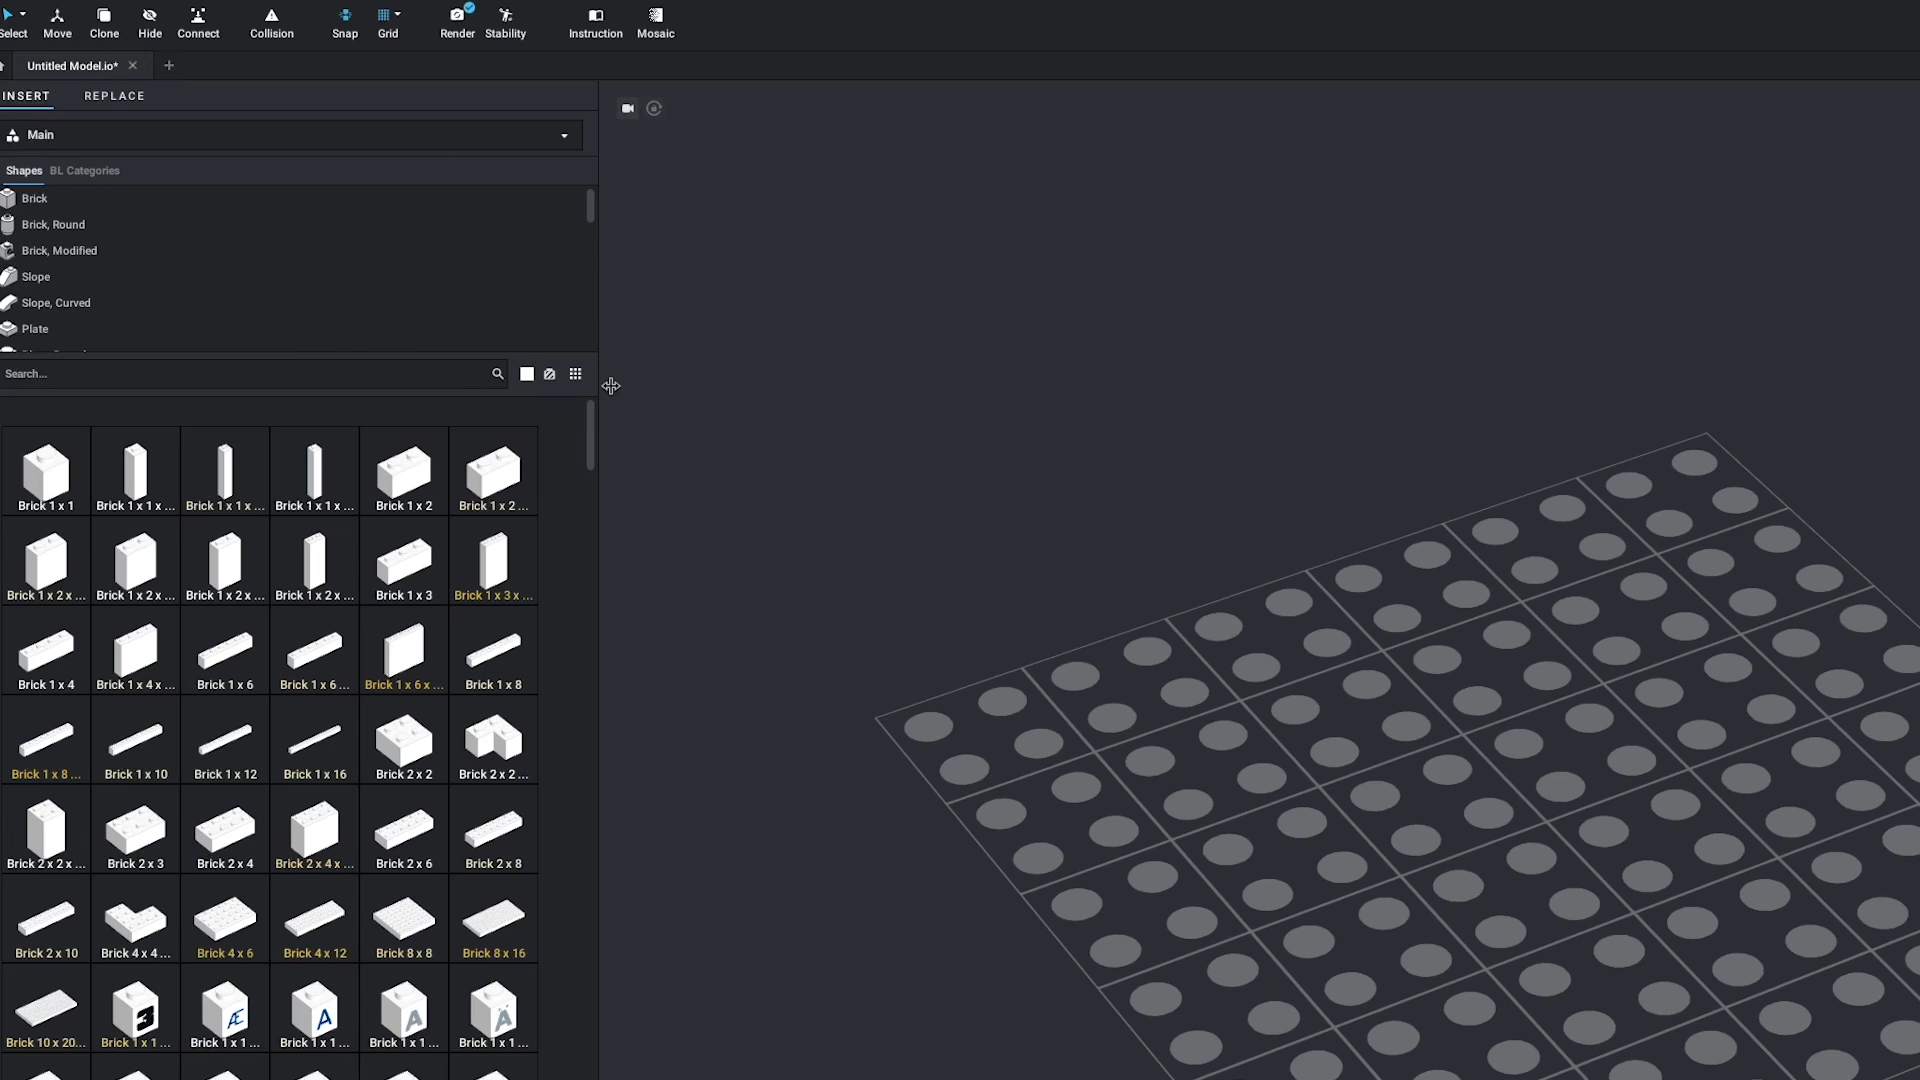 Select Move Clone Hide Connect Collision Snap Grid Render Stability Instruction Mosaic
Untitled Model.io*
INSERT REPLACE
Main
Shapes BL Categories
Brick
Brick, Round
Brick, Modified
Slope
Slope, Curved
Plate
Search...
Brick 1 x 1 Brick 1 x 1 x ... Brick 1 x 1 x ... Brick 1 x 1 x ... Brick 1 x 2 Brick 1 x 2 ...
Brick 1 x 2 x ... Brick 1 x 2 x ... Brick 1 x 2 x ... Brick 1 x 2 x ... Brick 1 x 3 Brick 1 x 3 x ...
Brick 1 x 4 Brick 1 x 4 x ... Brick 1 x 6 Brick 1 x 6 ... Brick 1 x 6 x ... Brick 1 x 8
Brick 1 x 8 ... Brick 1 x 10 Brick 1 x 12 Brick 1 x 16 Brick 2 x 2 Brick 2 x 2 ...
Brick 2 x 2 x ... Brick 2 x 3 Brick 2 x 4 Brick 2 x 4 x ... Brick 2 x 6 Brick 2 x 8
Brick 2 x 10 Brick 4 x 4 ... Brick 4 x 6 Brick 4 x 12 Brick 8 x 8 Brick 8 x 16
3 Æ A A Á
Brick 10 x 20... Brick 1 x 1 ... Brick 1 x 1 ... Brick 1 x 1 ... Brick 1 x 1 ... Brick 1 x 1 ...